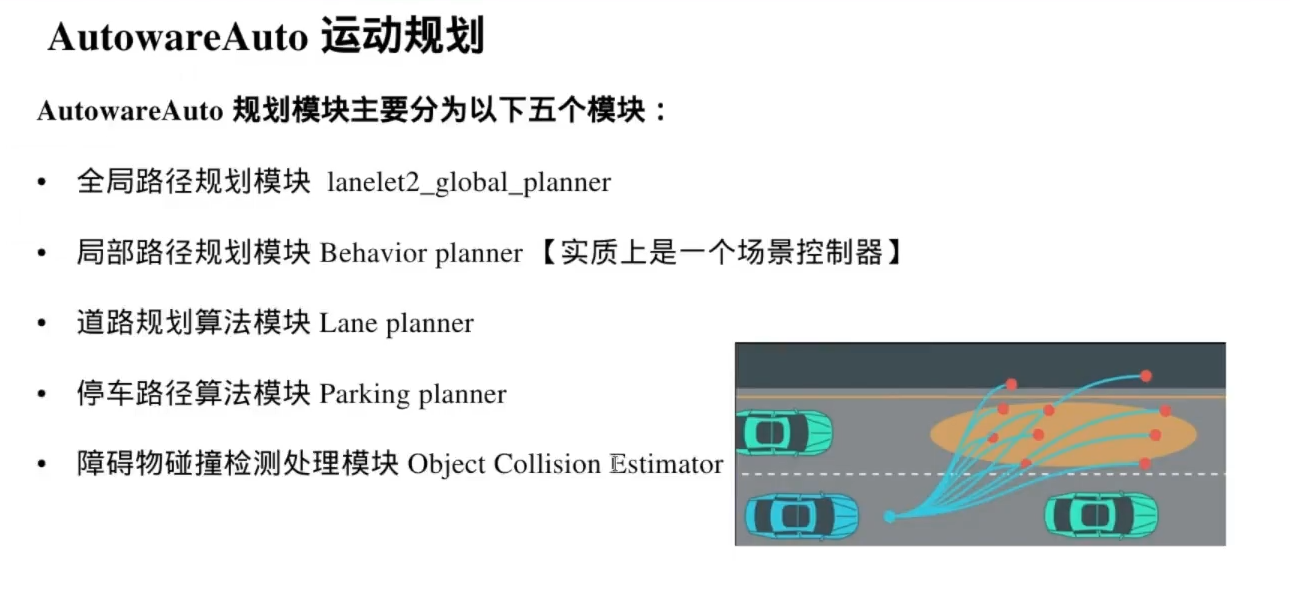 AutowareAuto 运动规划
AutowareAuto 规划模块主要分为以下五个模块：
• 全局路径规划模块 lanelet2_global_planner
• 局部路径规划模块 Behavior planner 【实质上是一个场景控制器】
• 道路规划算法模块 Lane planner
• 停车路径算法模块 Parking planner
• 障碍物碰撞检测处理模块 Object Collision Estimator